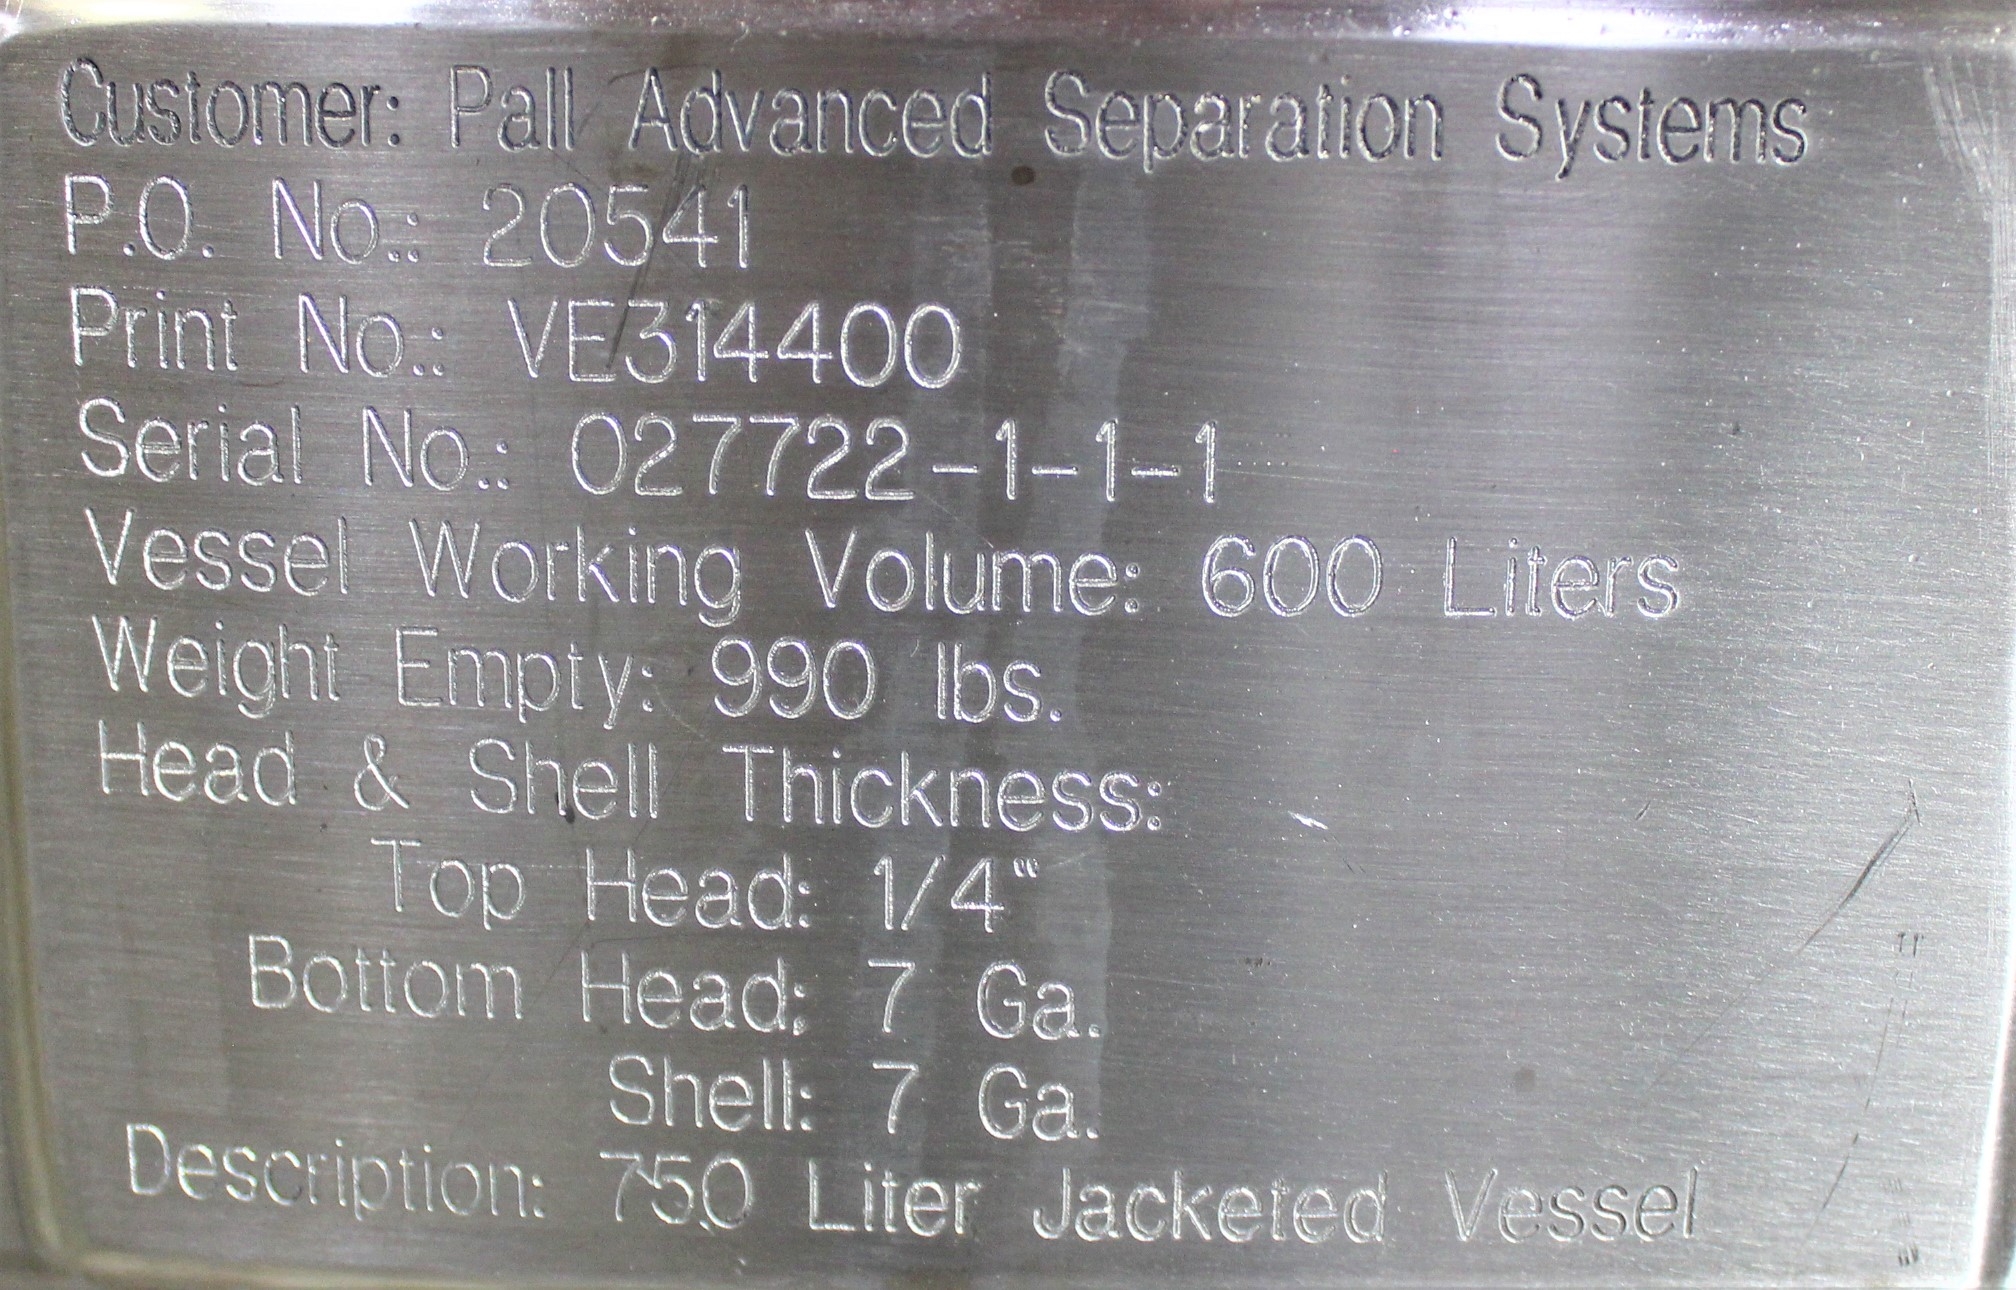 Customer: Pall Advanced Separation Systems
P.O. No.: 20541
Print No.: VE314400
Serial No.: 027722-1-1-1
Vessel Working Volume: 600 Liters
Weight Empty: 990 lbs.
Head & Shell Thickness:
Top Head: 1/4"
Bottom Head: 7 Ga.
Shell: 7 Ga.
Description: 750 Liter Jacketed Vessel